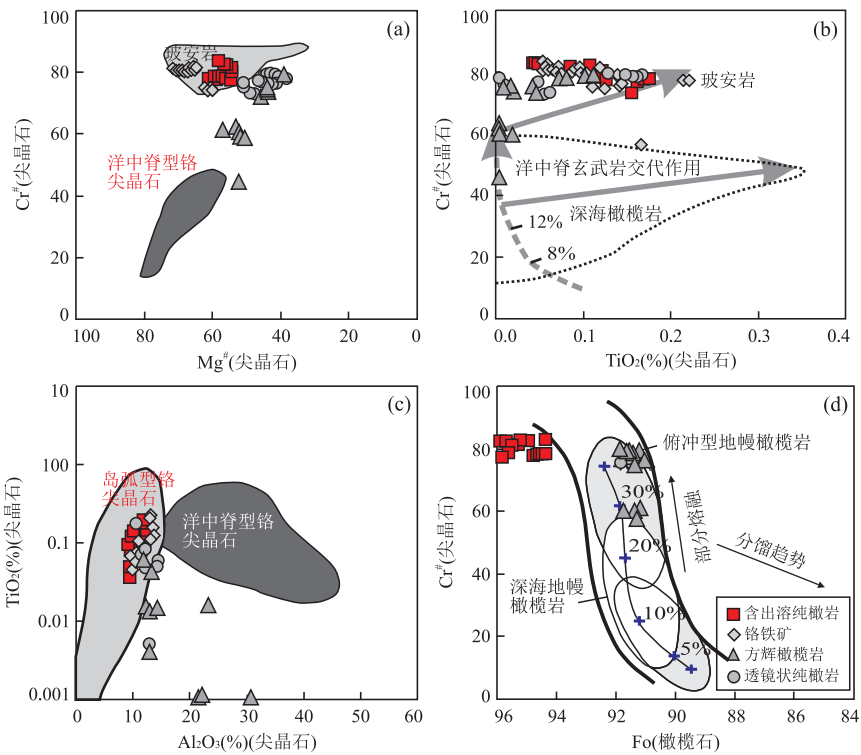 (a)
100
80
60
40
20
0
Cr#(尖晶石)
玻安岩
洋中脊型铬
尖晶石
100 80 60 40 20 0
Mg#(尖晶石)
(b)
100
80
60
40
20
0
Cr#(尖晶石)
玻安岩
洋中脊玄武岩交代作用
深海橄榄岩
12%
8%
0.0 0.1 0.2 0.3 0.4
TiO2(%)(尖晶石)
(c)
10
100
0.1
0.01
0.001
TiO2(%)(尖晶石)
岛弧型铬
尖晶石
洋中脊型铬
尖晶石
0 20 40 60
Al2O3(%)(尖晶石)
(d)
100
80
60
40
20
0
Cr#(尖晶石)
俯冲型地幔橄榄岩
30%
20%
10%
5%
部分熔融
分馏趋势
深海地幔
橄榄岩
含出溶纯橄岩
铬铁矿
方辉橄榄岩
透镜状纯橄岩
96 94 92 90 86 84
Fo(橄榄石)